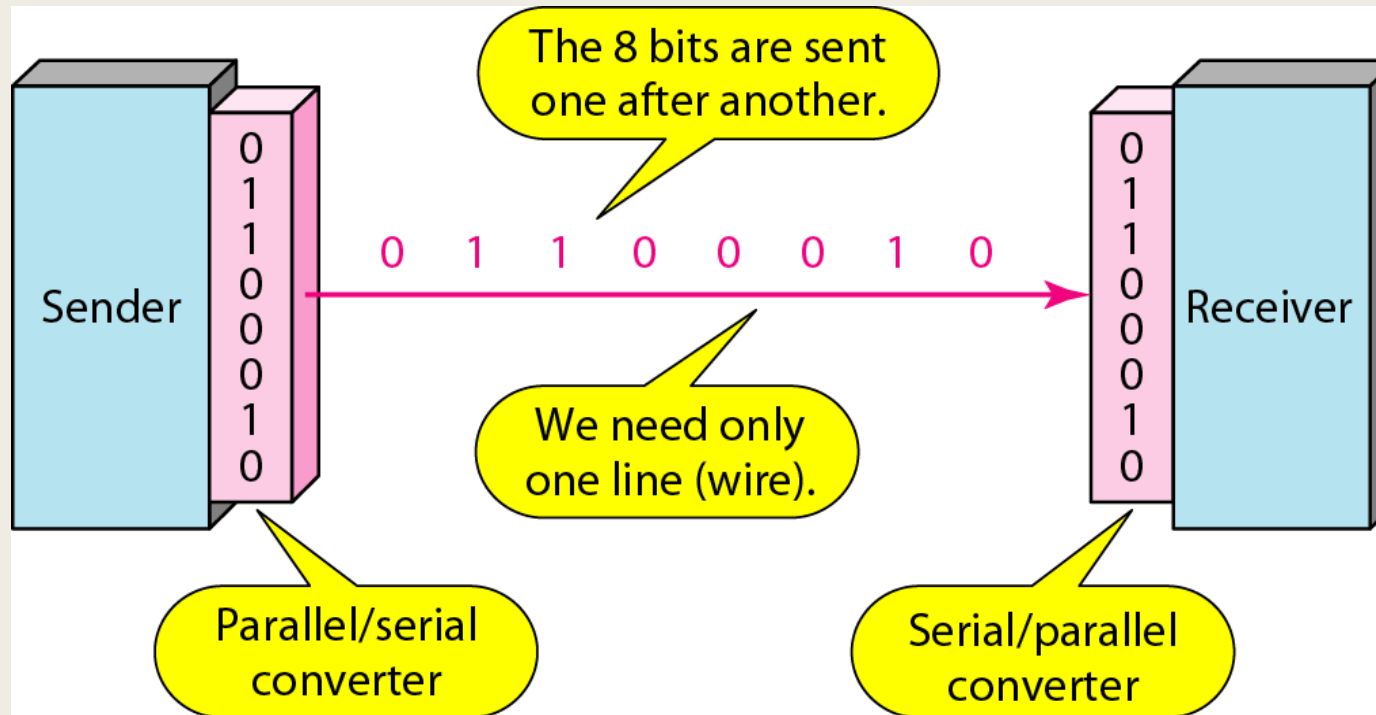 The 8 bits are sent
one after another.
0
1
1
0
0
0
1
0
Sender
0 1 1 0 0 0 1 0
0
1
1
0
0
0
1
0
Receiver
We need only
one line (wire).
Parallel/serial
converter
Serial/parallel
converter